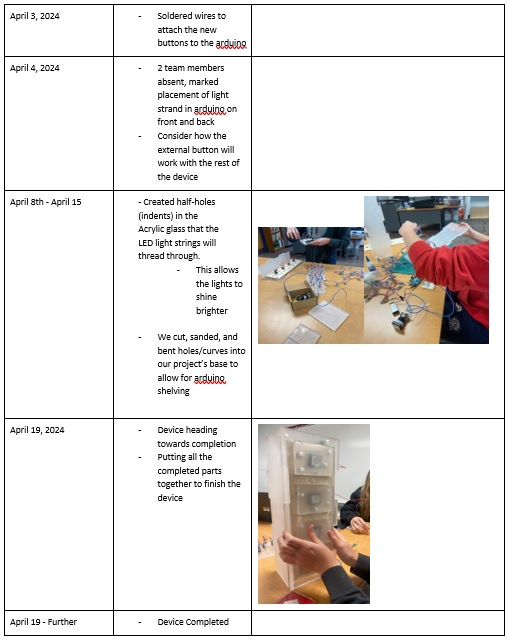 April 3, 2024
- Soldered wires to
attach the new
buttons to the arduino
April 4, 2024
- 2 team members
absent, marked
placement of light
strand in arduino on
front and back
- Consider how the
external button will
work with the rest of
the device
April 8th - April 15
- Created half-holes
(indents) in the
Acrylic glass that the
LED light strings will
thread through.
- This allows
the lights to
shine
brighter
- We cut, sanded, and
bent holes/curves into
our project's base to
allow for arduino
shelving
April 19, 2024
- Device heading
towards completion
- Putting all the
completed parts
together to finish the
device
April 19 - Further
- Device Completed